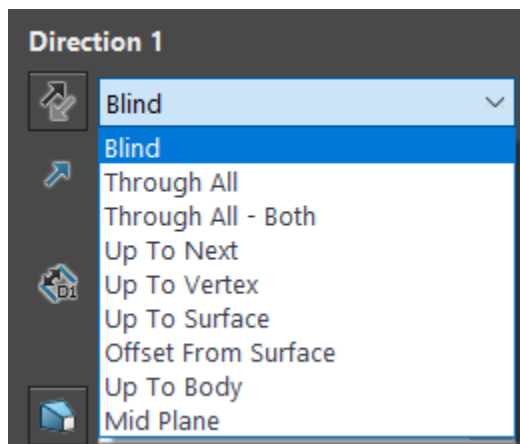 Direction 1
Blind
Blind
Through All
Through All - Both
Up To Next
Up To Vertex
Up To Surface
D1
Offset From Surface
Up To Body
Mid Plane